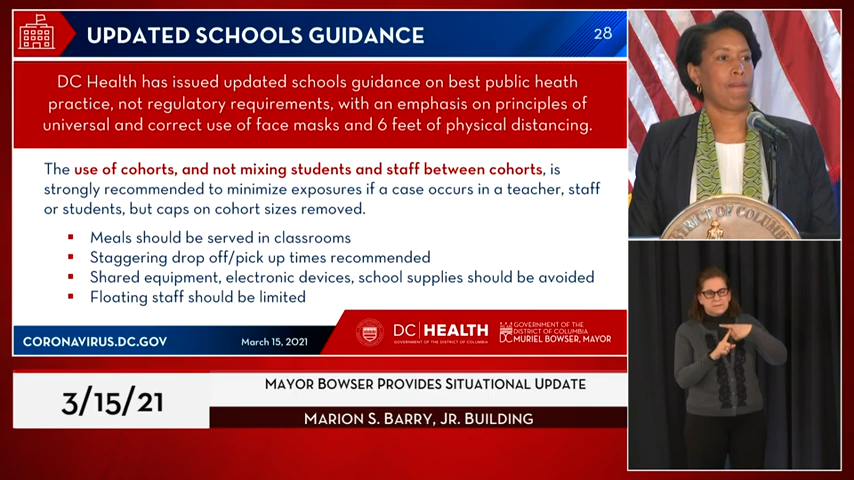 UPDATED SCHOOLS GUIDANCE
28
DC Health has issued updated schools guidance on best public heath
practice, not regulatory requirements, with an emphasis on principles of
universal and correct use of face masks and 6 feet of physical distancing.
The use of cohorts, and not mixing students and staff between cohorts, is
strongly recommended to minimize exposures if a case occurs in a teacher, staff
or students, but caps on cohort sizes removed.
▪ Meals should be served in classrooms
▪ Staggering drop off/pick up times recommended
▪ Shared equipment, electronic devices, school supplies should be avoided
▪ Floating staff should be limited
CORONAVIRUS.DC.GOV
March 15, 2021
DC|HEALTH
GOVERNMENT OF THE DISTRICT OF COLUMBIA
GOVERNMENT OF THE
DISTRICT OF COLUMBIA
MURIEL BOWSER, MAYOR
3/15/21
MAYOR BOWSER PROVIDES SITUATIONAL UPDATE
MARION S. BARRY, JR. BUILDING
DISTRICT OF COLUMBIA